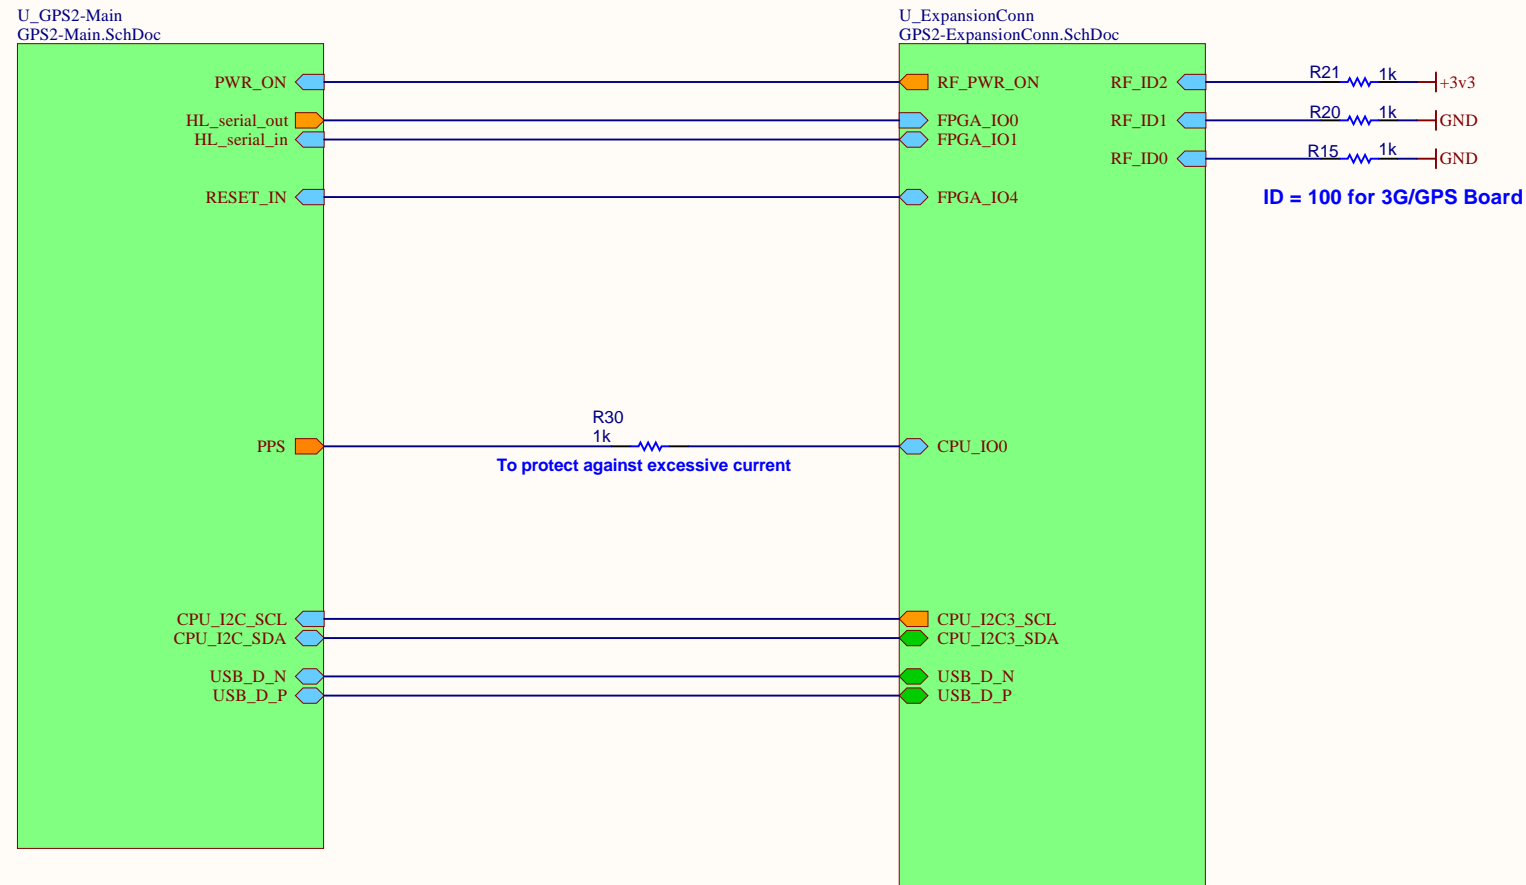 U_GPS2-Main
GPS2-Main.SchDoc
U_ExpansionConn
GPS2-ExpansionConn.SchDoc
PWR_ON
RF_PWR_ON
RF_ID2
R21
1k
+3v3
HL_serial_out
FPGA_IO0
RF_ID1
R20
1k
GND
HL_serial_in
FPGA_IO1
RF_ID0
R15
1k
GND
RESET_IN
FPGA_IO4
ID = 100 for 3G/GPS Board
R30
1k
PPS
CPU_IO0
To protect against excessive current
CPU_I2C_SCL
CPU_I2C3_SCL
CPU_I2C_SDA
CPU_I2C3_SDA
USB_D_N
USB_D_N
USB_D_P
USB_D_P